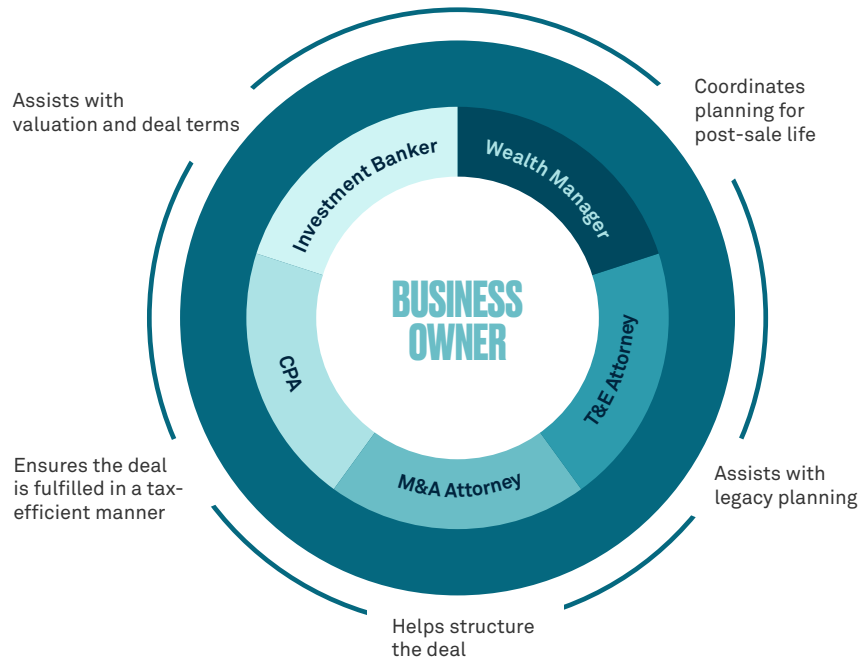 Assists with
valuation and deal terms
Coordinates
planning for
post-sale life
Investment Banker
Wealth Manager
BUSINESS
OWNER
CPA
T&E Attorney
M&A Attorney
Ensures the deal
is fulfilled in a tax-
efficient manner
Assists with
legacy planning
Helps structure
the deal